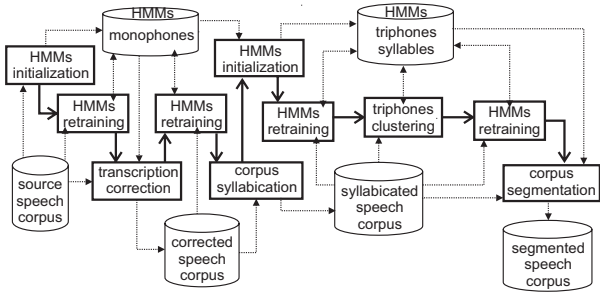 HMMs
monophones
HMMs
initialization
HMMs
retraining
HMMs
retraining
source
speech
corpus
transcription
correction
corrected
speech
corpus
HMMs
initialization
corpus
syllabication
HMMs
triphones
syllables
HMMs
retraining
triphones
clustering
HMMs
retraining
syllabicated
speech
corpus
corpus
segmentation
segmented
speech
corpus